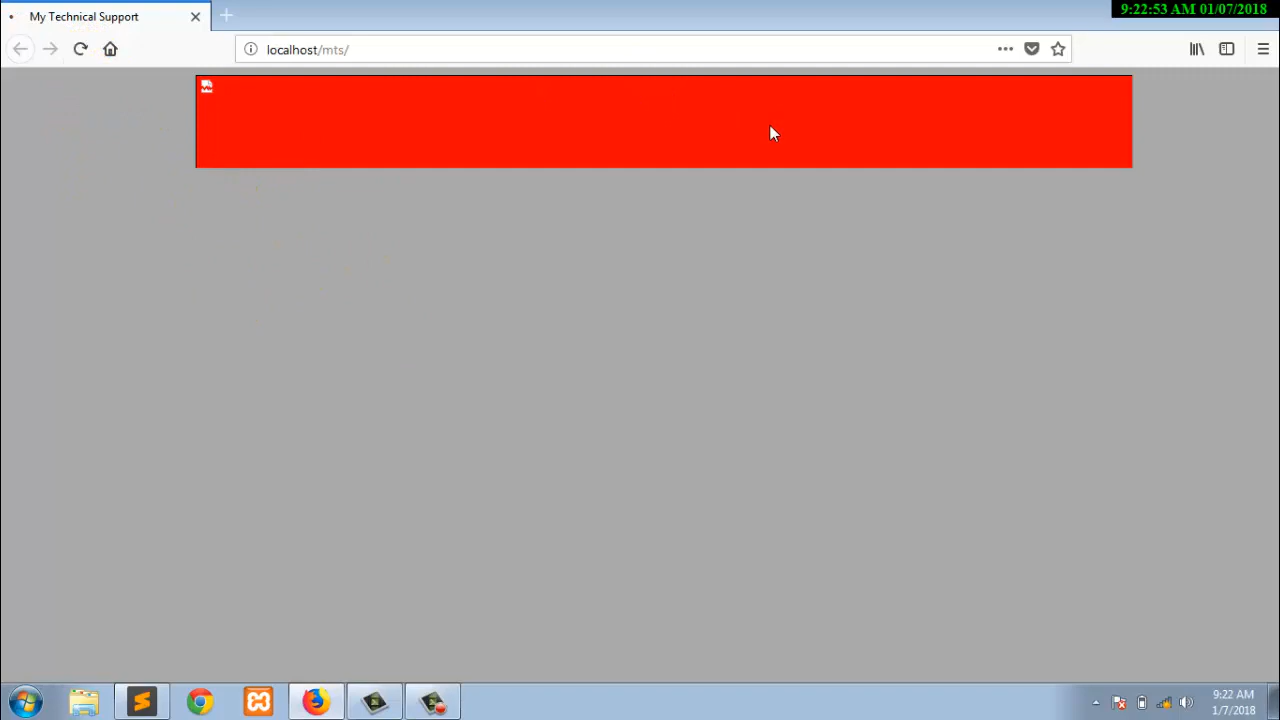 My Technical Support
9:22:53 AM 01/07/2018
localhost/mts/
9:22 AM
1/7/2018